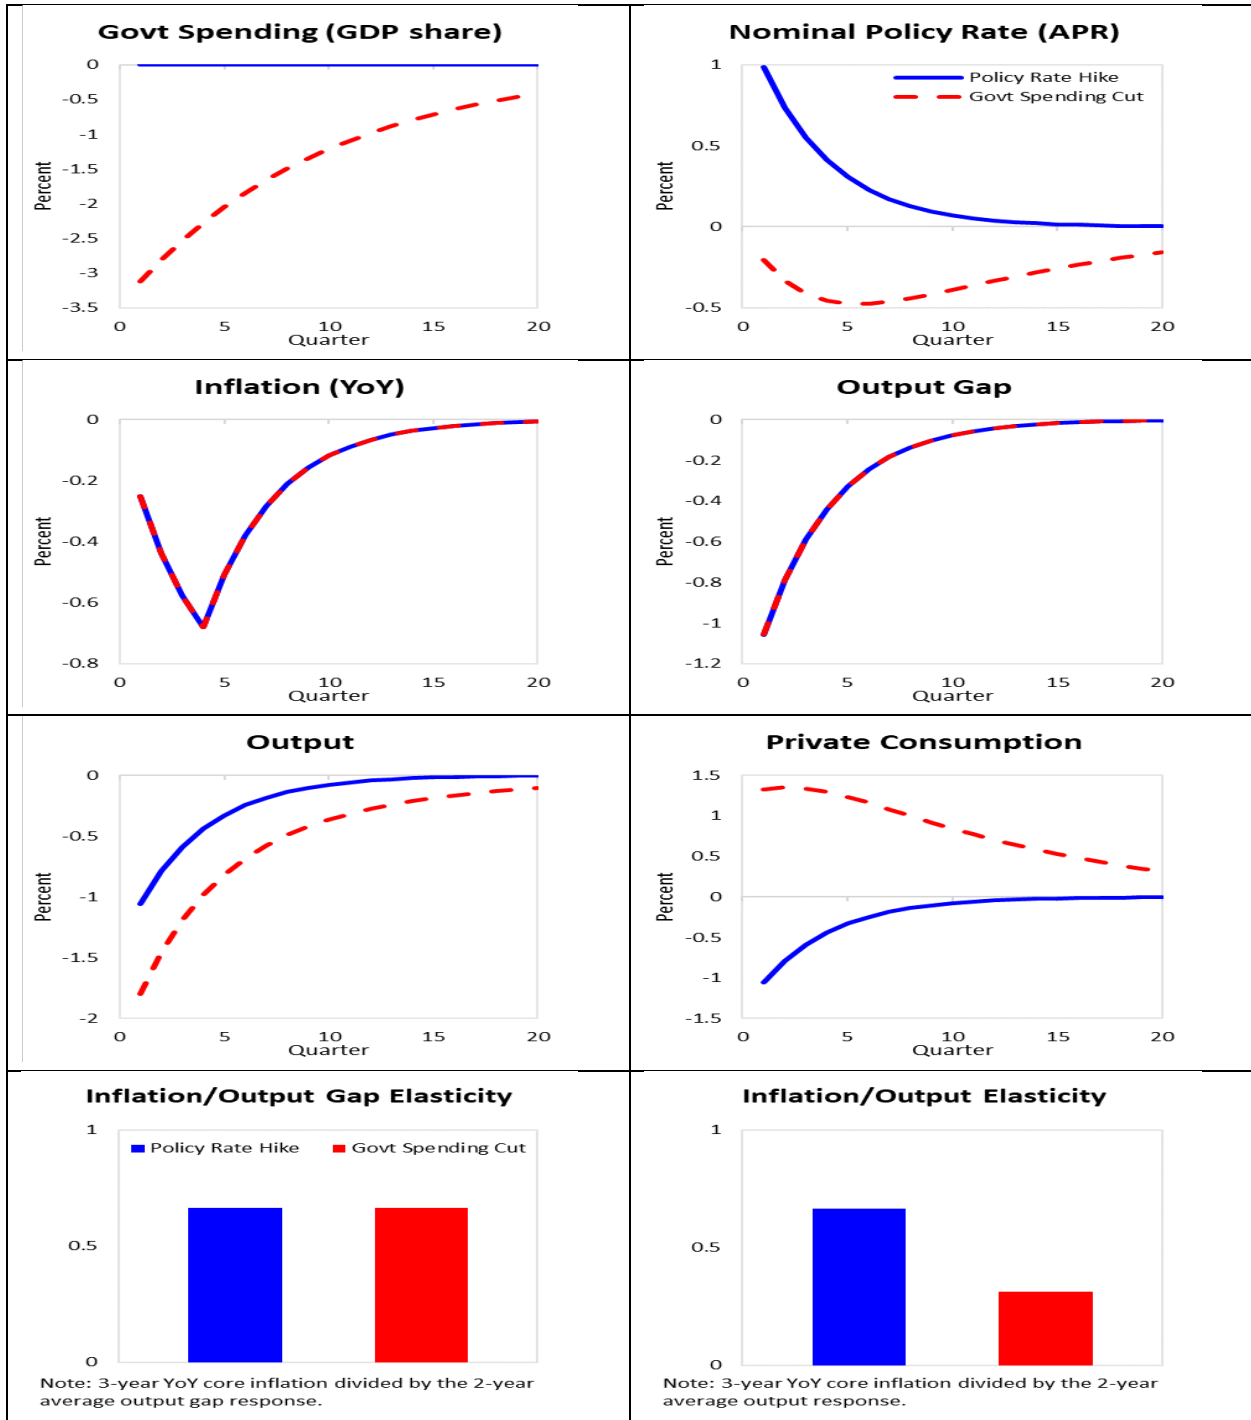 Govt Spending (GDP share)
0
-0.5
-1
-1.5
-2
-2.5
-3
-3.5
Percent
0 5 10 15 20
Quarter
Nominal Policy Rate (APR)
1
0.5
0
-0.5
Percent
Policy Rate Hike
Govt Spending Cut
0 5 10 15 20
Quarter
Inflation (YoY)
0
-0.2
-0.4
-0.6
-0.8
Percent
0 5 10 15 20
Quarter
Output Gap
0
-0.2
-0.4
-0.6
-0.8
-1
-1.2
Percent
0 5 10 15 20
Quarter
Output
0
-0.5
-1
-1.5
-2
Percent
0 5 10 15 20
Quarter
Private Consumption
1.5
1
0.5
0
-0.5
-1
-1.5
Percent
0 5 10 15 20
Quarter
Inflation/Output Gap Elasticity
1
0.5
0
Policy Rate Hike Govt Spending Cut
Note: 3-year YoY core inflation divided by the 2-year
average output gap response.
Inflation/Output Elasticity
1
0.5
0
Note: 3-year YoY core inflation divided by the 2-year
average output response.